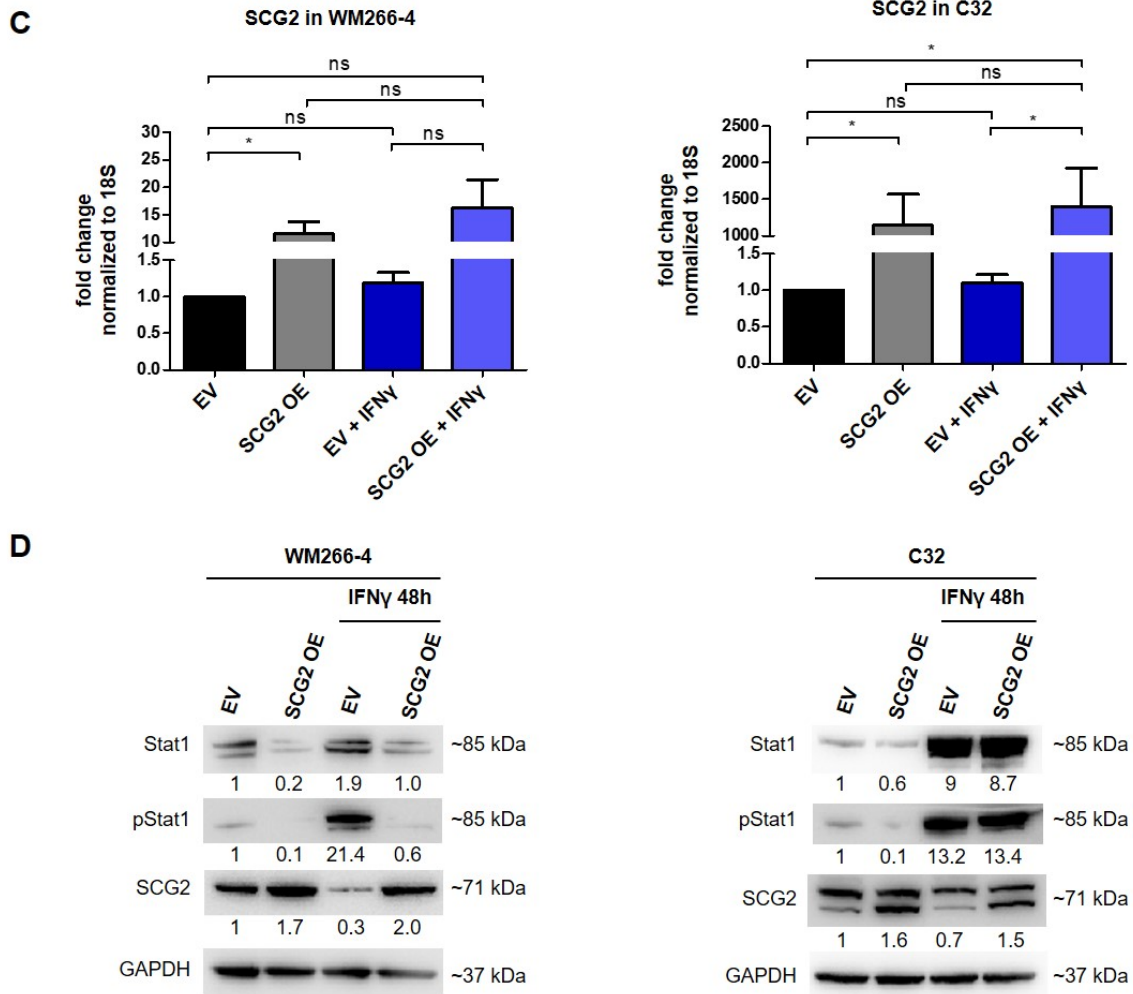 C
SCG2 in WM266-4
ns
ns
ns
*
ns
fold change
normalized to 18S
30
25
20
15
10
1.5
1.0
0.5
0.0
EV
SCG2 OE
EV + IFNγ
SCG2 OE + IFNγ
SCG2 in C32
*
ns
ns
*
*
fold change
normalized to 18S
2500
2000
1500
1000
1.5
1.0
0.5
0.0
EV
SCG2 OE
EV + IFNγ
SCG2 OE + IFNγ
D
WM266-4
IFNγ 48h
EV
SCG2 OE
EV
SCG2 OE
Stat1 ~85 kDa
1 0.2 1.9 1.0
pStat1 ~85 kDa
1 0.1 21.4 0.6
SCG2 ~71 kDa
1 1.7 0.3 2.0
GAPDH ~37 kDa
C32
IFNγ 48h
EV
SCG2 OE
EV
SCG2 OE
Stat1 ~85 kDa
1 0.6 9 8.7
pStat1 ~85 kDa
1 0.1 13.2 13.4
SCG2 ~71 kDa
1 1.6 0.7 1.5
GAPDH ~37 kDa